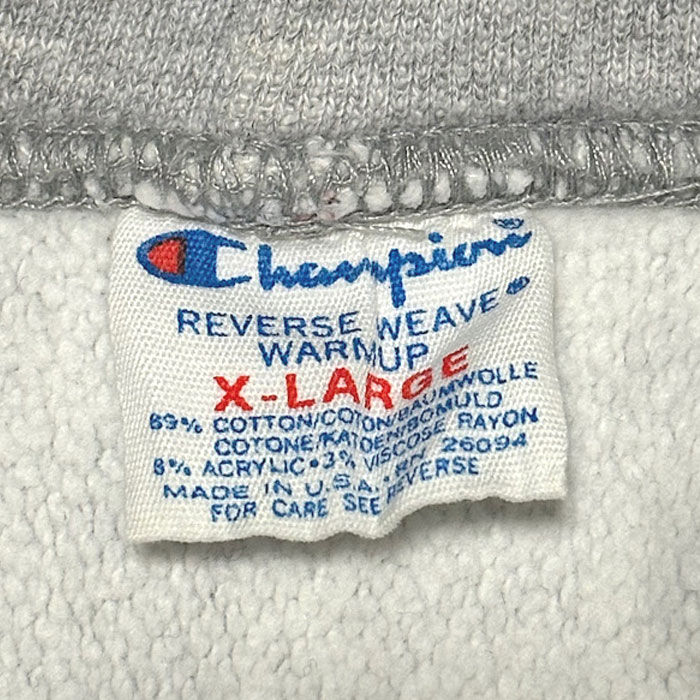 Champion®
REVERSE WEAVE®
WARMUP
X-LARGE
89% COTTON/COTON/BAUMWOLLE
COTONE/KATOEN/BOMULD
8% ACRYLIC•3% VISCOSE RAYON
MADE IN U.S.A.•RN 26094
FOR CARE SEE REVERSE